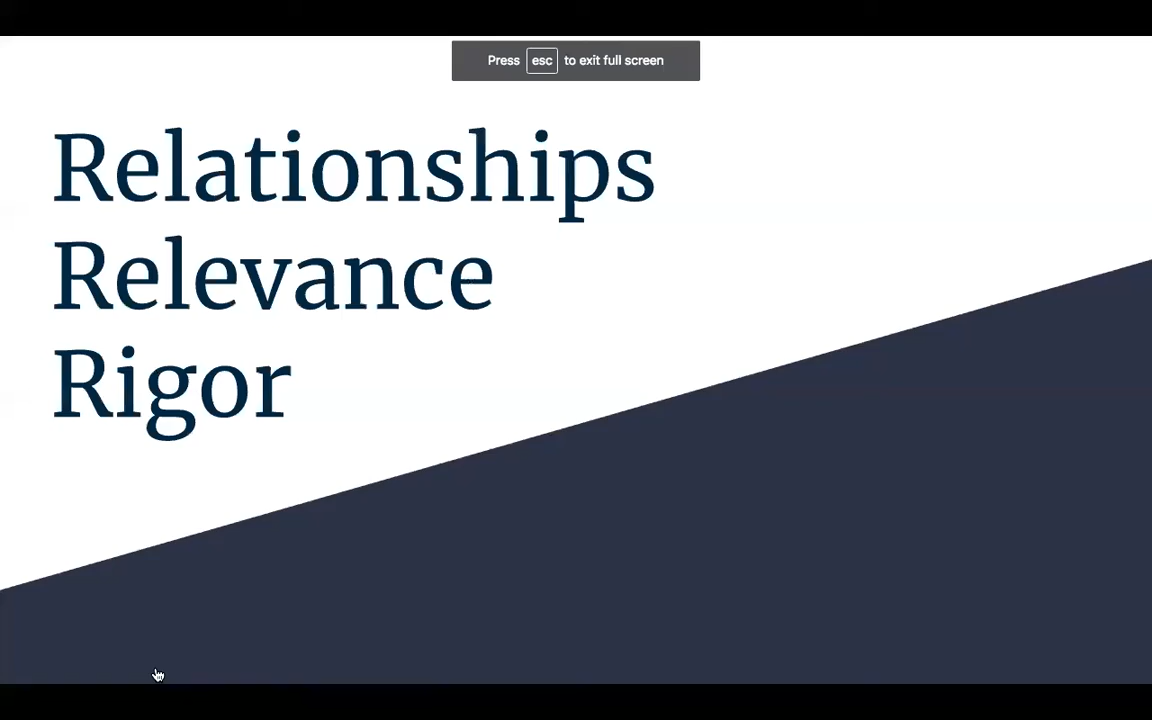 Press esc to exit full screen
Relationships
Relevance
Rigor